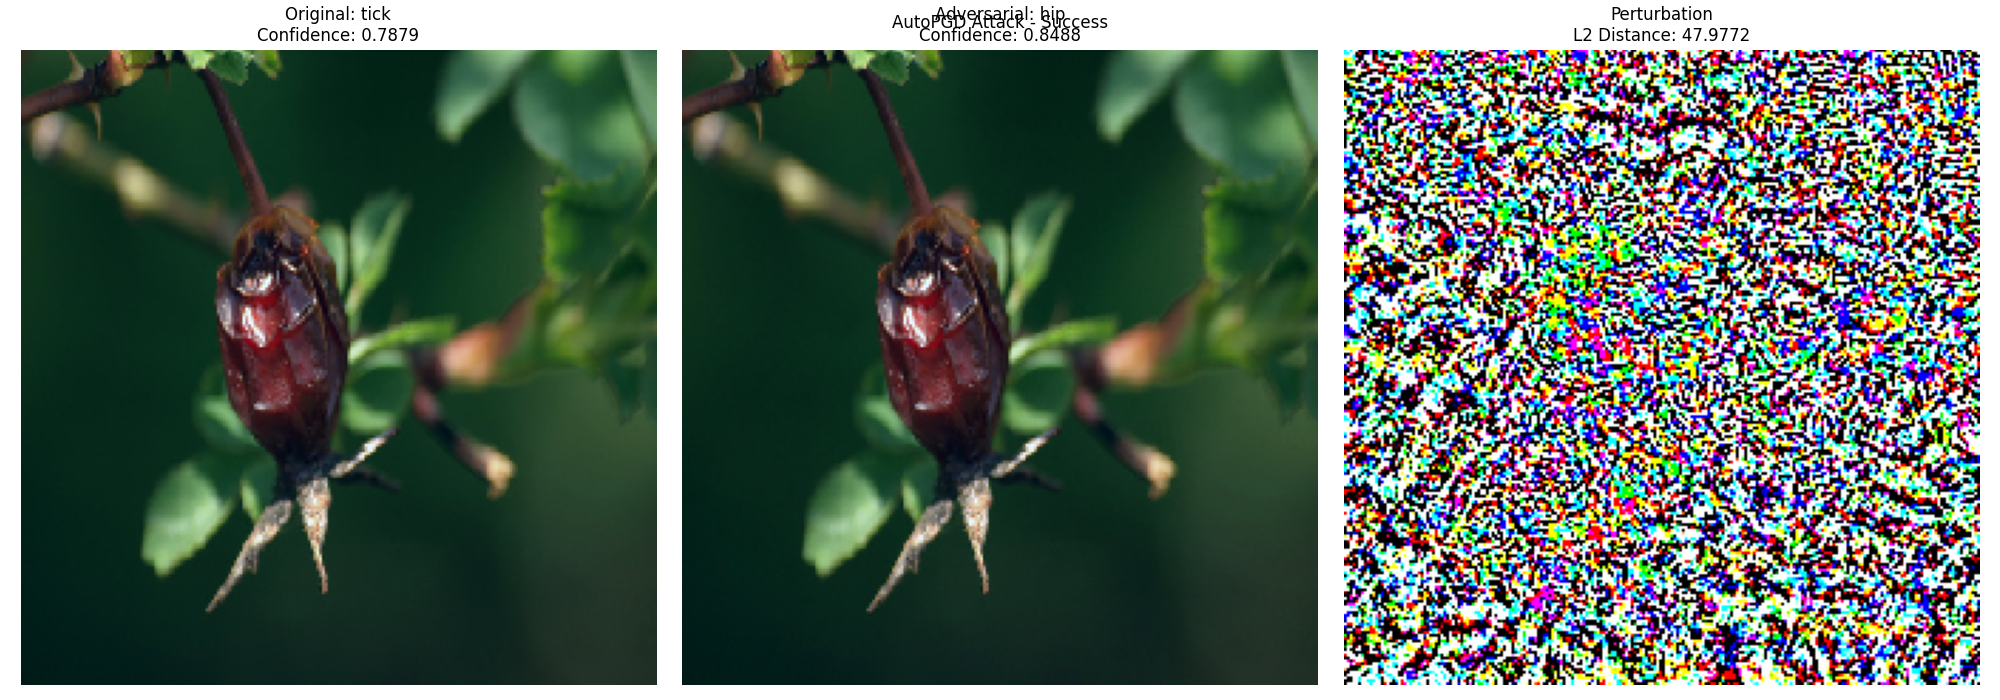 Original: tick
Confidence: 0.7879
Adversarial: hip
AutoPGD Attack - Success
Confidence: 0.8488
Perturbation
L2 Distance: 47.9772